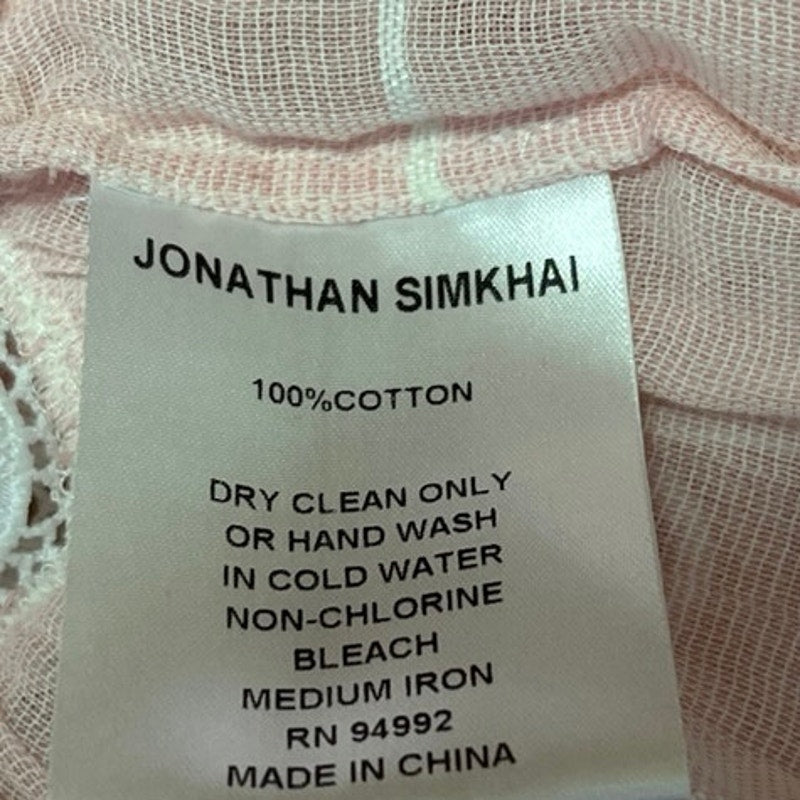 JONATHAN SIMKHAI
100%COTTON
DRY CLEAN ONLY
OR HAND WASH
IN COLD WATER
NON-CHLORINE
BLEACH
MEDIUM IRON
RN 94992
MADE IN CHINA